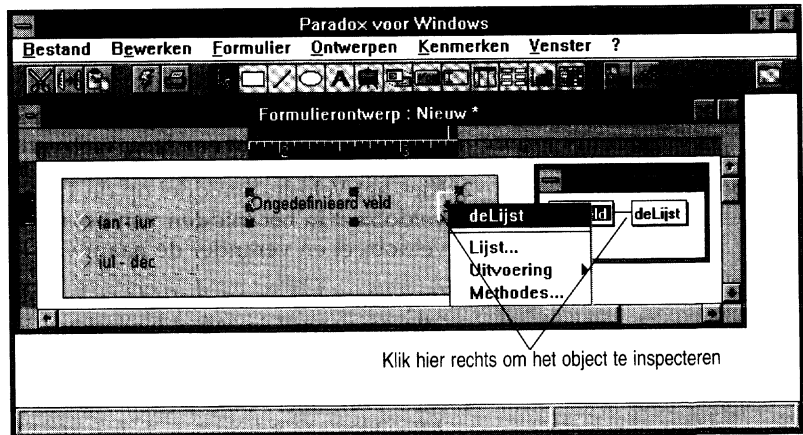 Paradox voor Windows
Bestand Bewerken Formulier Ontwerpen Kenmerken Venster ?
Formulierontwerp : Nieuw *
Ongedefinieerd veld
jan - jun
jul - dec
deLijst
Lijst...
Uitvoering
Methodes...
deLijst
Klik hier rechts om het object te inspecteren